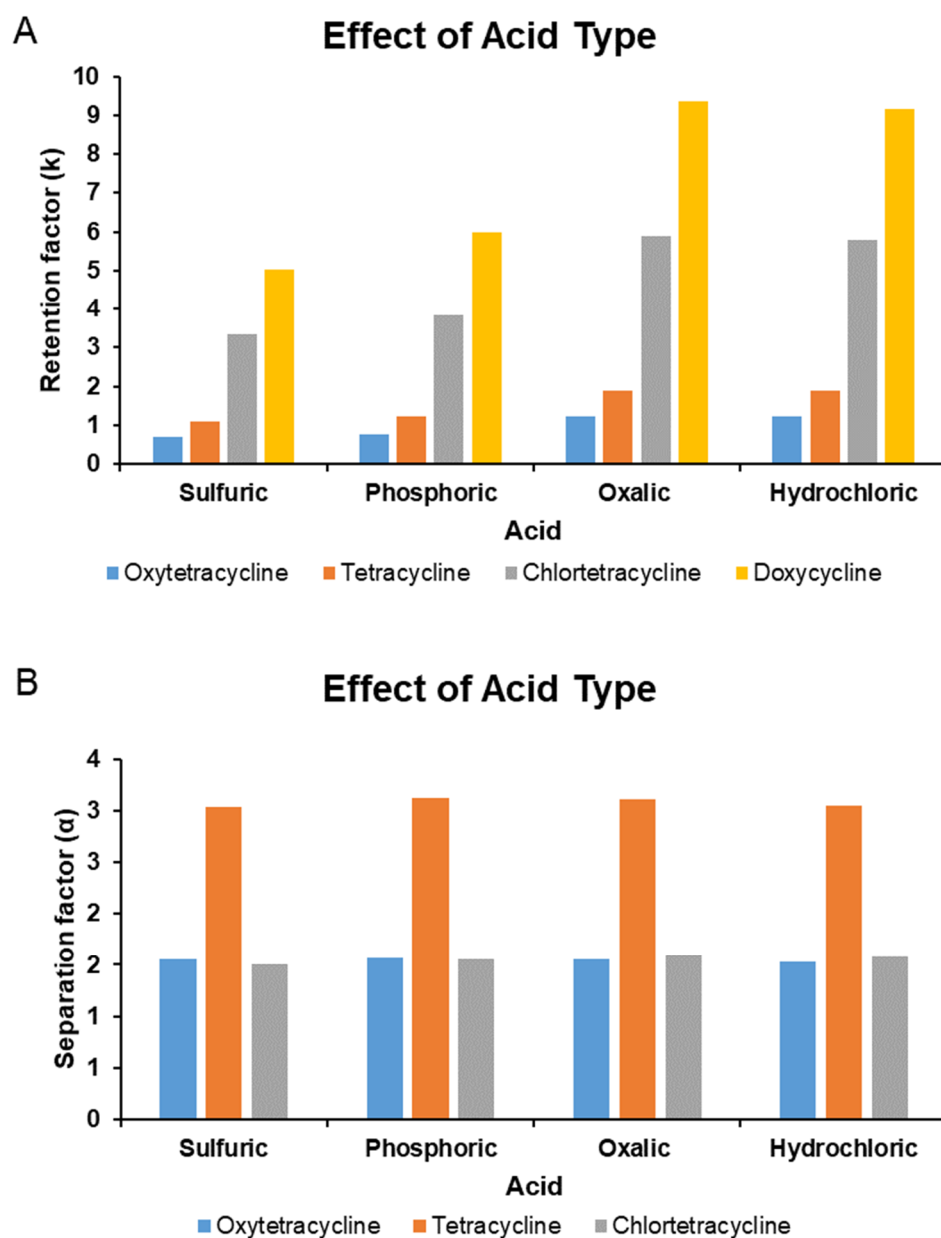 A
Effect of Acid Type
Retention factor (k)
10
9
8
7
6
5
4
3
2
1
0
Sulfuric Phosphoric Oxalic Hydrochloric
Acid
Oxytetracycline Tetracycline Chlortetracycline Doxycycline
B
Effect of Acid Type
Separation factor (α)
4
3
3
2
2
1
1
0
Sulfuric Phosphoric Oxalic Hydrochloric
Acid
Oxytetracycline Tetracycline Chlortetracycline